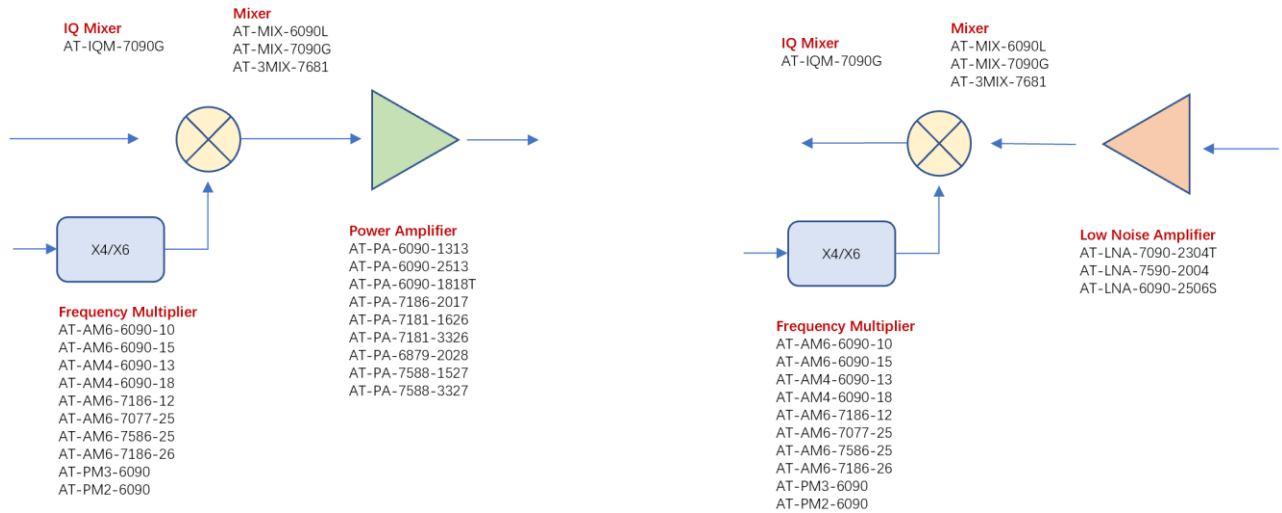 IQ Mixer
AT-IQM-7090G
Mixer
AT-MIX-6090L
AT-MIX-7090G
AT-3MIX-7681
X4/X6
Frequency Multiplier
AT-AM6-6090-10
AT-AM6-6090-15
AT-AM4-6090-13
AT-AM4-6090-18
AT-AM6-7186-12
AT-AM6-7077-25
AT-AM6-7586-25
AT-AM6-7186-26
AT-PM3-6090
AT-PM2-6090
Power Amplifier
AT-PA-6090-1313
AT-PA-6090-2513
AT-PA-6090-1818T
AT-PA-7186-2017
AT-PA-7181-1626
AT-PA-7181-3326
AT-PA-6879-2028
AT-PA-7588-1527
AT-PA-7588-3327
IQ Mixer
AT-IQM-7090G
Mixer
AT-MIX-6090L
AT-MIX-7090G
AT-3MIX-7681
X4/X6
Frequency Multiplier
AT-AM6-6090-10
AT-AM6-6090-15
AT-AM4-6090-13
AT-AM4-6090-18
AT-AM6-7186-12
AT-AM6-7077-25
AT-AM6-7586-25
AT-AM6-7186-26
AT-PM3-6090
AT-PM2-6090
Low Noise Amplifier
AT-LNA-7090-2304T
AT-LNA-7590-2004
AT-LNA-6090-2506S